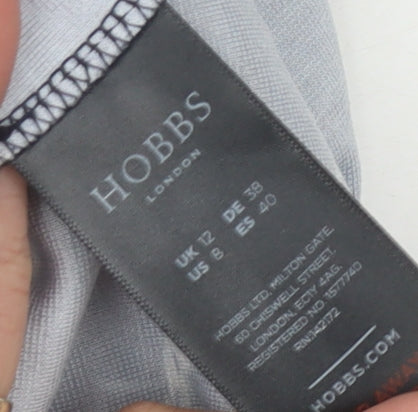 HOBBS
LONDON
UK 12 DE 38
US 8 ES 40
HOBBS LTD, MILTON GATE,
60 CHISWELL STREET,
LONDON, EC1Y 4AG.
REGISTERED NO 1577740
RN342172
HOBBS.COM